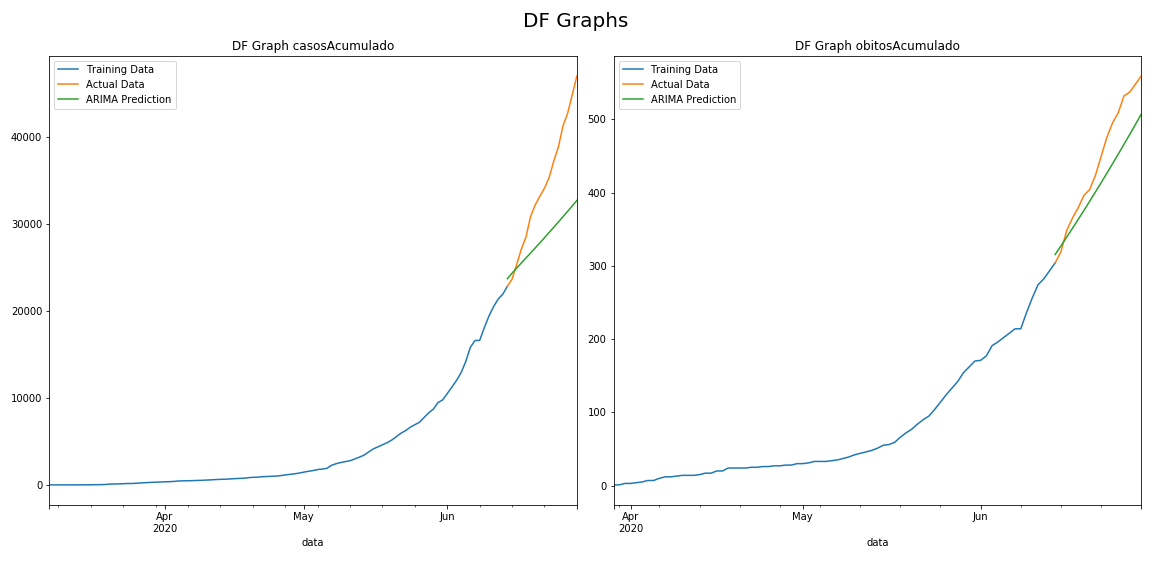 DF Graphs
DF Graph casosAcumulado
Training Data
Actual Data
ARIMA Prediction
40000
30000
20000
10000
0
Apr
2020
May
Jun
data
DF Graph obitosAcumulado
Training Data
Actual Data
ARIMA Prediction
500
400
300
200
100
0
Apr
2020
May
Jun
data